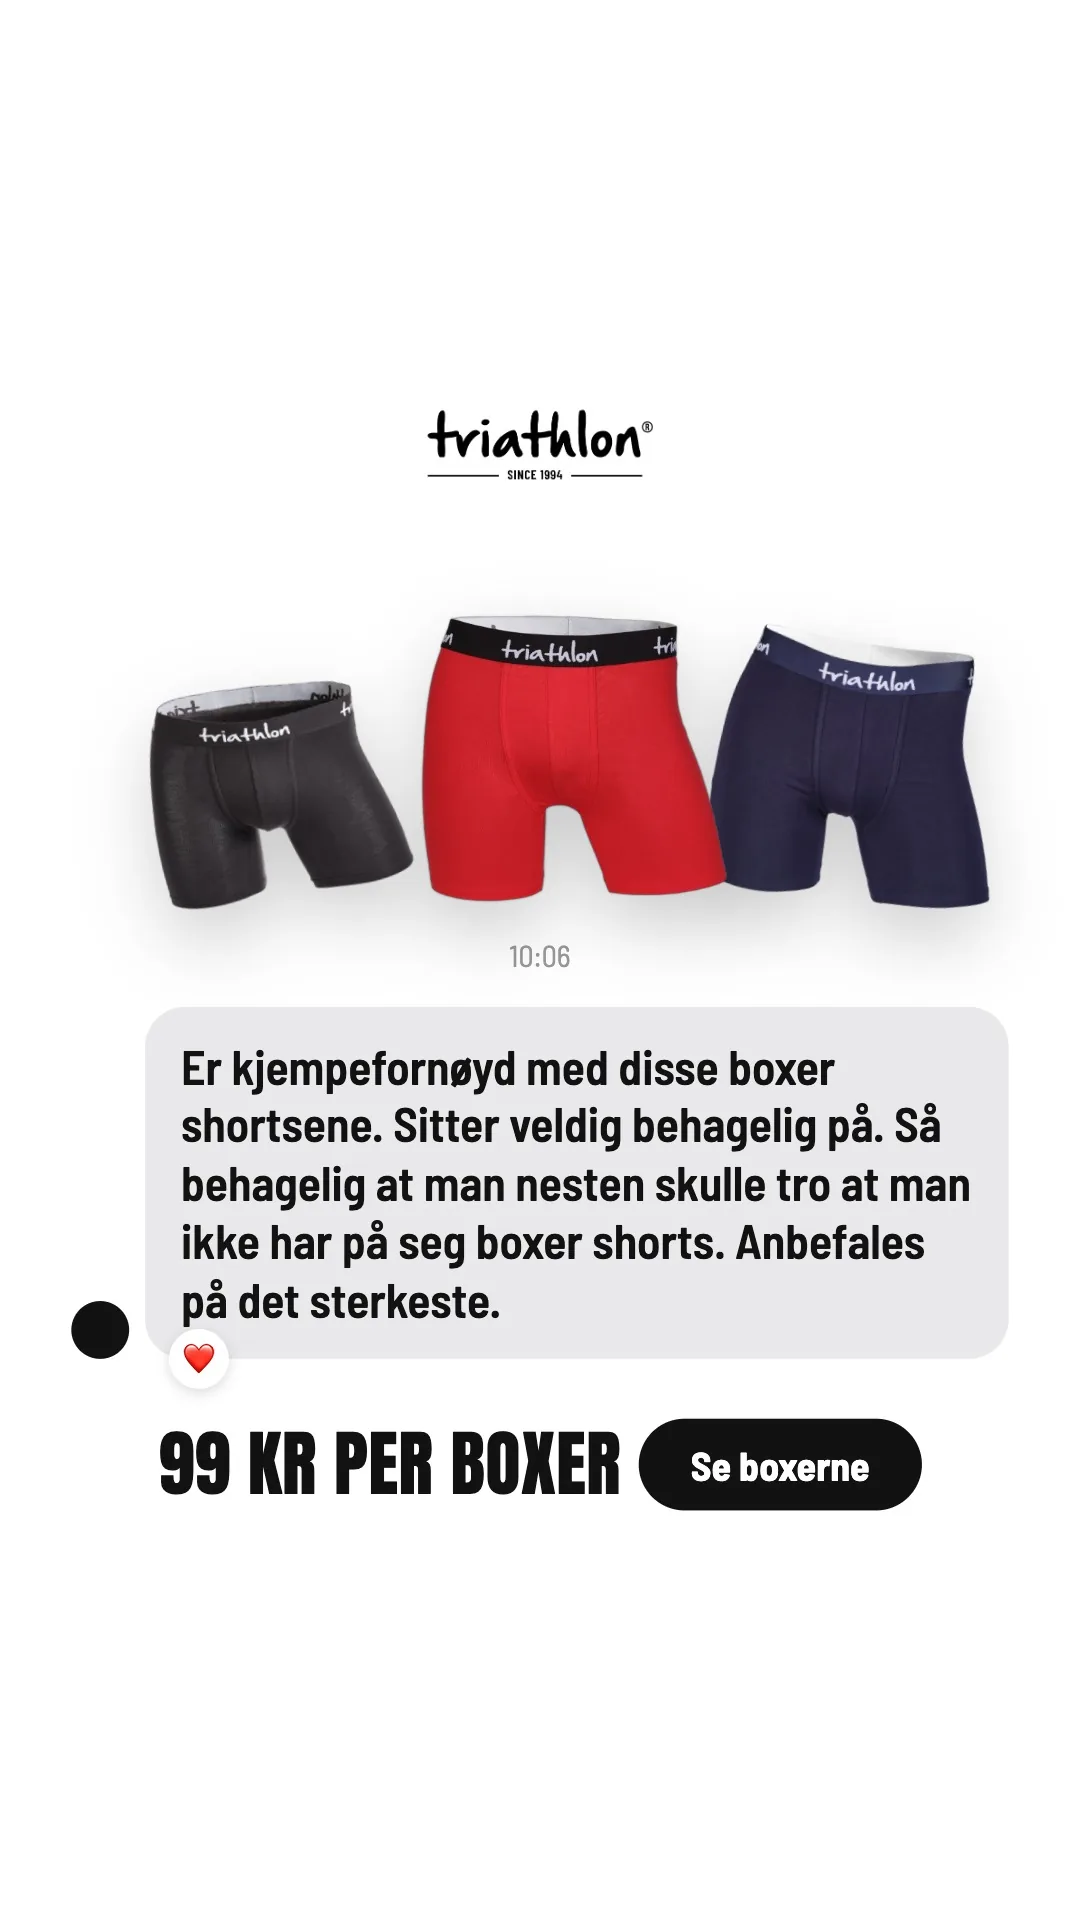 triathlon®
SINCE 1994
triathlon
triathlon
triathlon
10:06
Er kjempefornøyd med disse boxer
shortsene. Sitter veldig behagelig på. Så
behagelig at man nesten skulle tro at man
ikke har på seg boxer shorts. Anbefales
på det sterkeste.
99 KR PER BOXER
Se boxerne